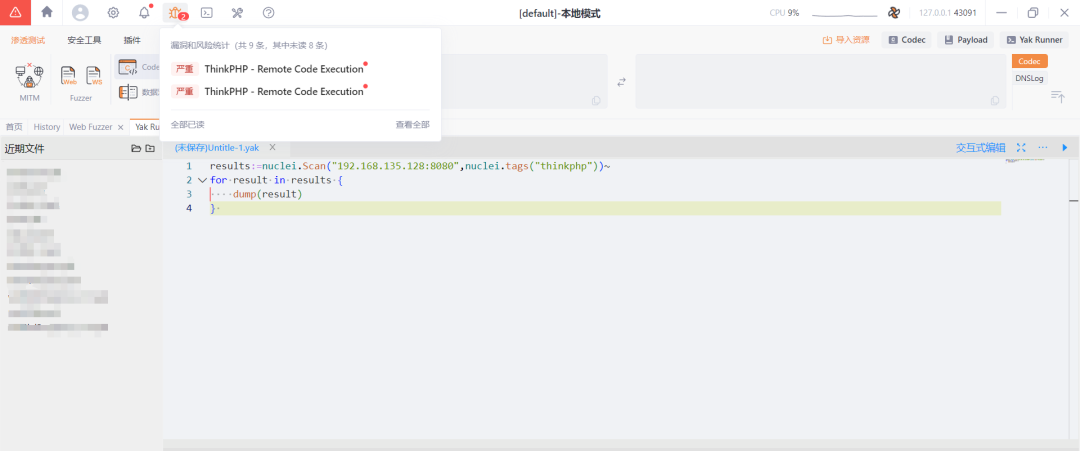 2
[default]-本地模式
CPU 9%
127.0.0.1 43091
渗透测试 安全工具 插件
导入资源 Codec Payload Yak Runner
漏洞和风险统计（共 9 条，其中未读 8 条）
严重 ThinkPHP - Remote Code Execution
严重 ThinkPHP - Remote Code Execution
全部已读 查看全部
Web WS Code
MITM Fuzzer 数据
Codec
DNSLog
首页 History Web Fuzzer Yak Ru
近期文件
(未保存)Untitle-1.yak
交互式编辑
1 results:=nuclei.Scan("192.168.135.128:8080",nuclei.tags("thinkphp"))~
2 for·result·in·results·{
3 ····dump(result)
4 }·